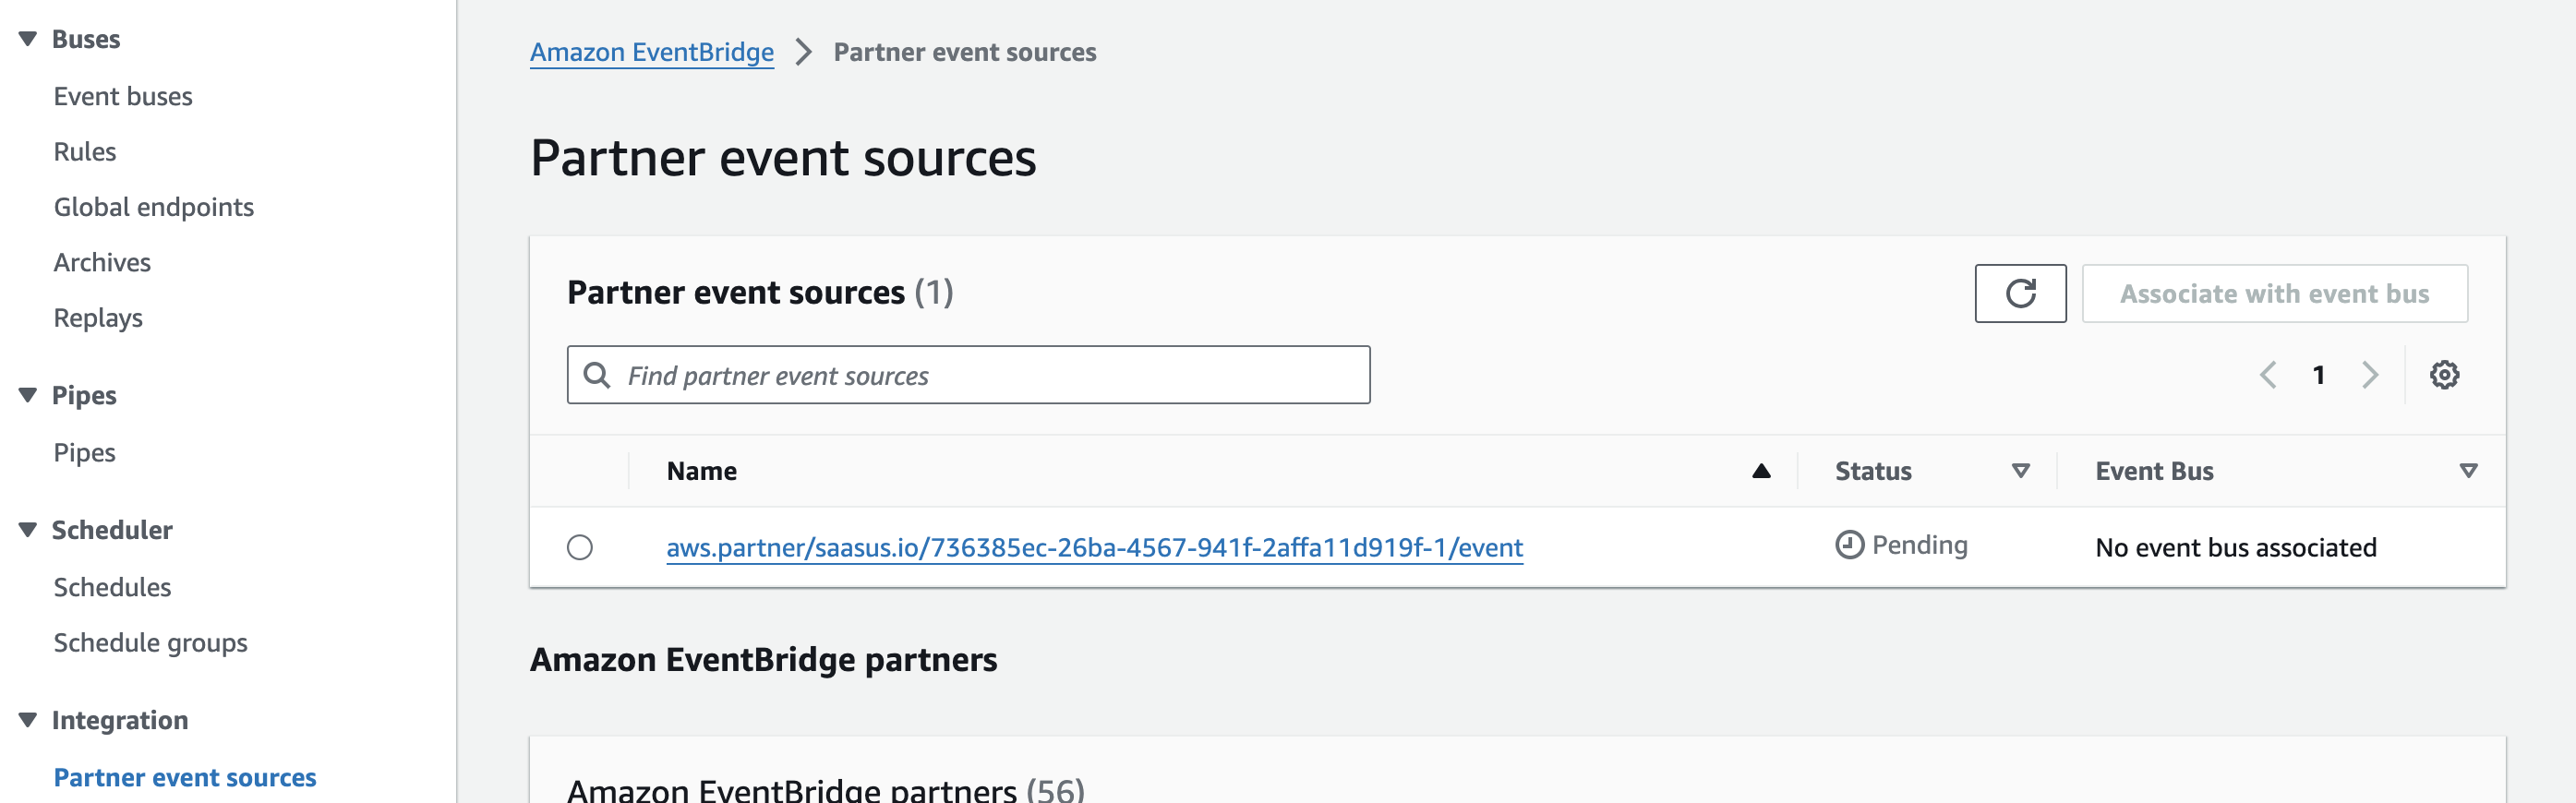 Buses
Event buses
Rules
Global endpoints
Archives
Replays
Pipes
Pipes
Scheduler
Schedules
Schedule groups
Integration
Partner event sources
Amazon EventBridge > Partner event sources
Partner event sources
Partner event sources (1)
Associate with event bus
Find partner event sources
1
Name Status Event Bus
aws.partner/saasus.io/736385ec-26ba-4567-941f-2affa11d919f-1/event Pending No event bus associated
Amazon EventBridge partners
Amazon EventBridge partners (56)